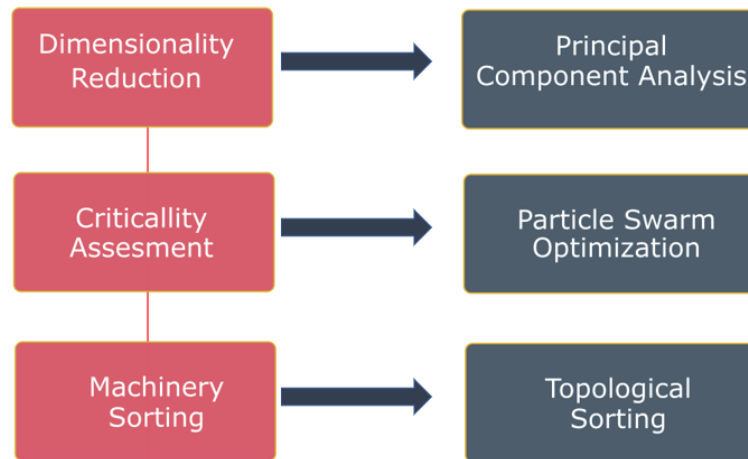 Dimensionality
Reduction
Principal
Component Analysis
Criticallity
Assesment
Particle Swarm
Optimization
Machinery
Sorting
Topological
Sorting